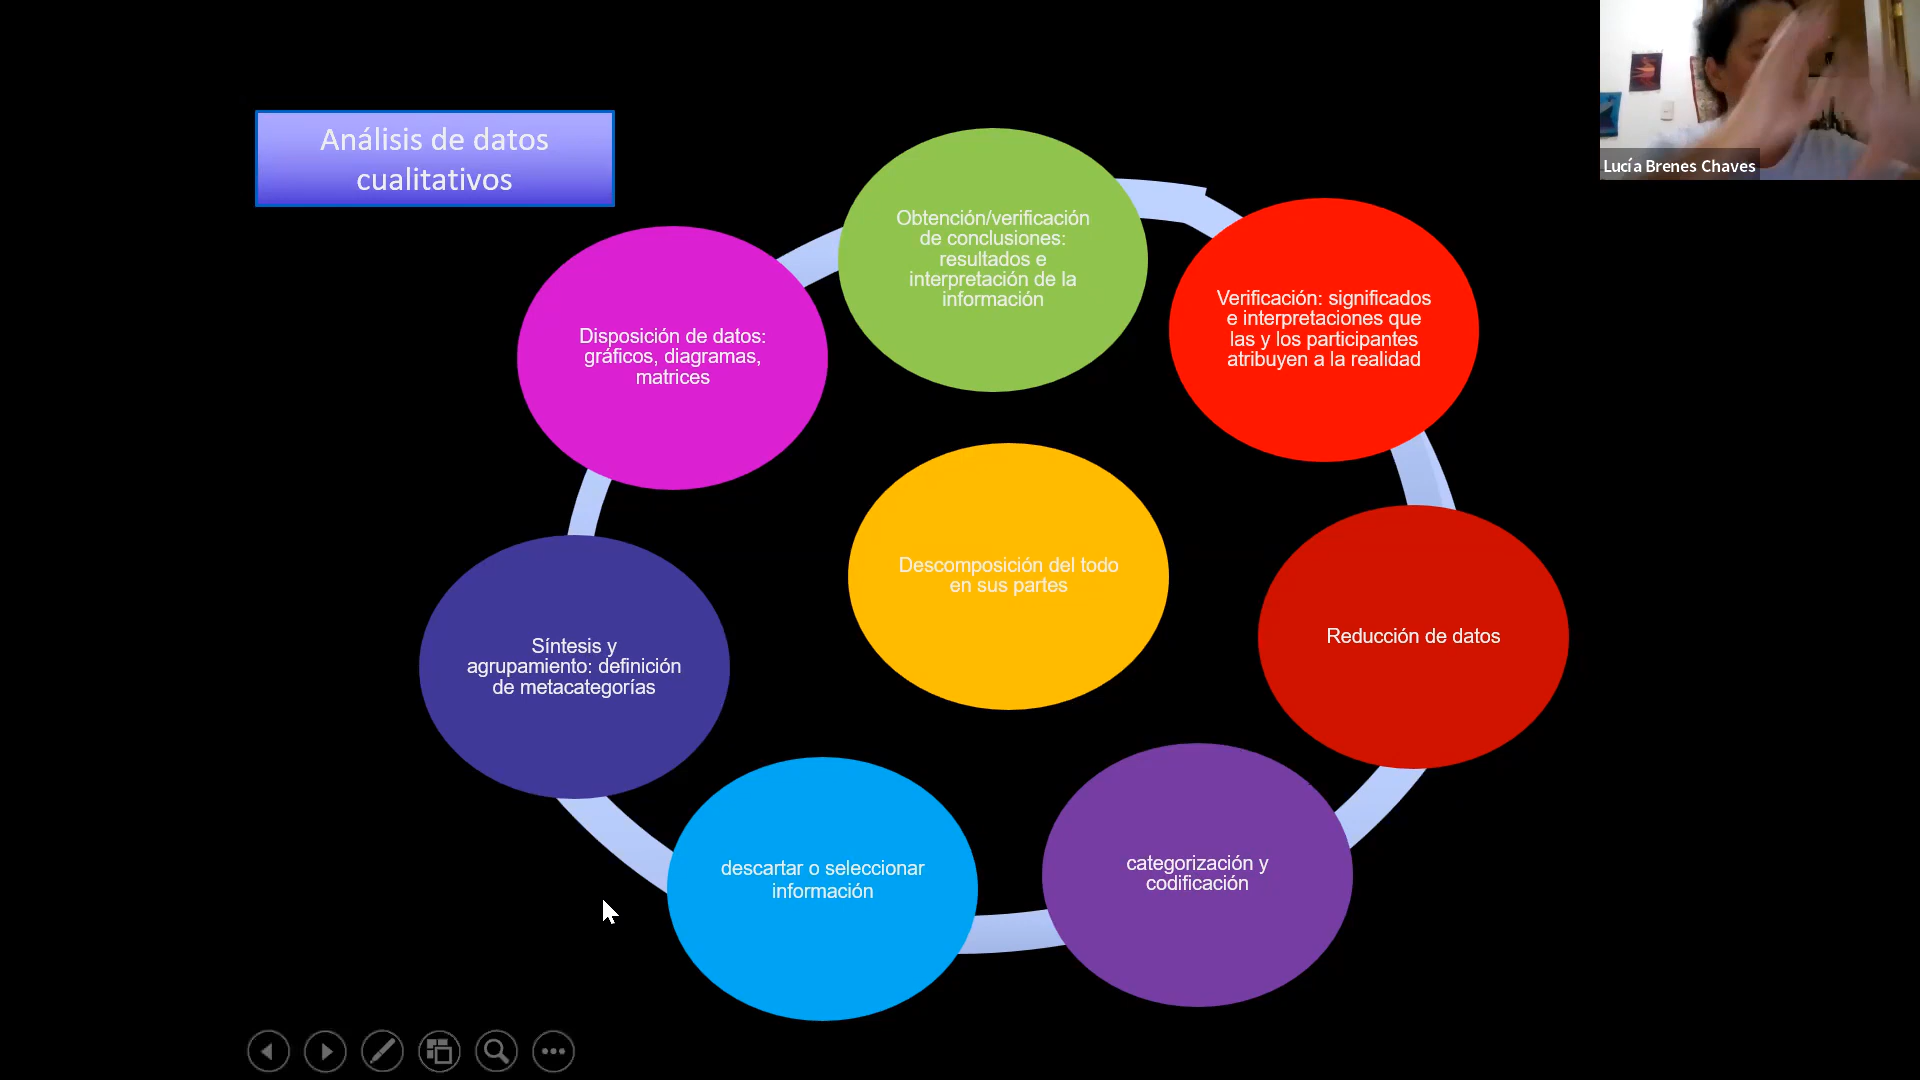 Análisis de datos
cualitativos
Obtención/verificación
de conclusiones:
resultados e
interpretación de la
información
Verificación: significados
e interpretaciones que
las y los participantes
atribuyen a la realidad
Reducción de datos
categorización y
codificación
descartar o seleccionar
información
Síntesis y
agrupamiento: definición
de metacategorías
Disposición de datos:
gráficos, diagramas,
matrices
Descomposición del todo
en sus partes
Lucía Brenes Chaves